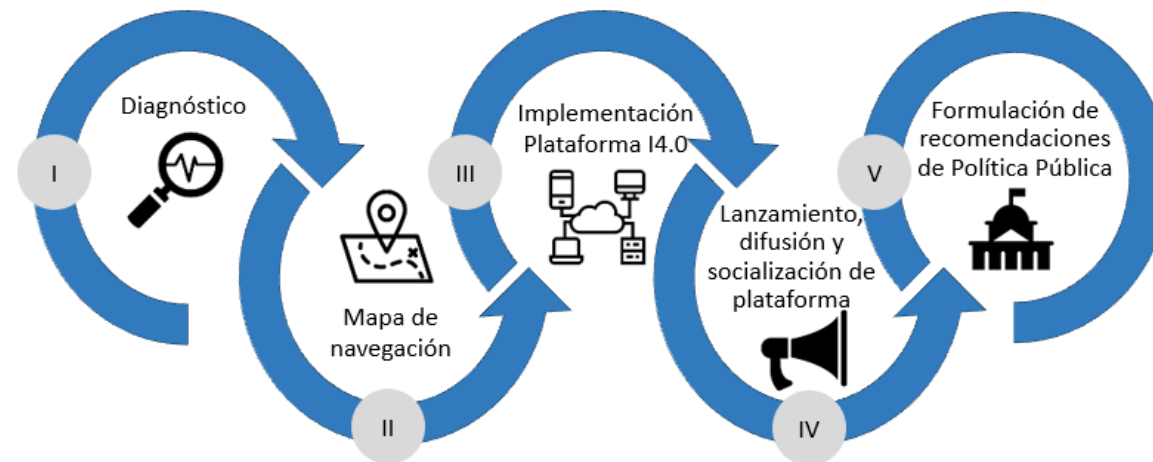 I
Diagnóstico
II
Mapa de
navegación
III
Implementación
Plataforma I4.0
IV
Lanzamiento,
difusión y
socialización de
plataforma
V
Formulación de
recomendaciones
de Política Pública